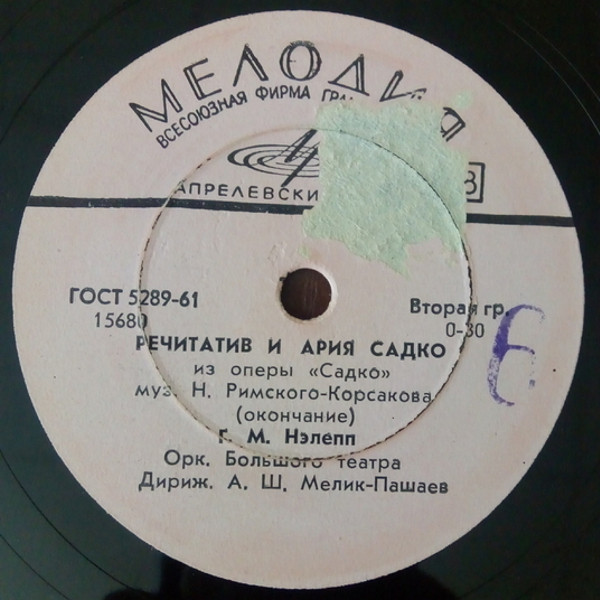 МЕЛОДИЯ
ВСЕСОЮЗНАЯ ФИРМА
АПРЕЛЕВСКИ
ГОСТ 5289-61
15680
Вторая гр.
0-80
РЕЧИТАТИВ И АРИЯ САДКО
из оперы «Садко»
муз. Н. Римского-Корсакова
(окончание)
Г. М. Нэлепп
Орк. Большого театра
Дириж. А. Ш. Мелик-Пашаев
6